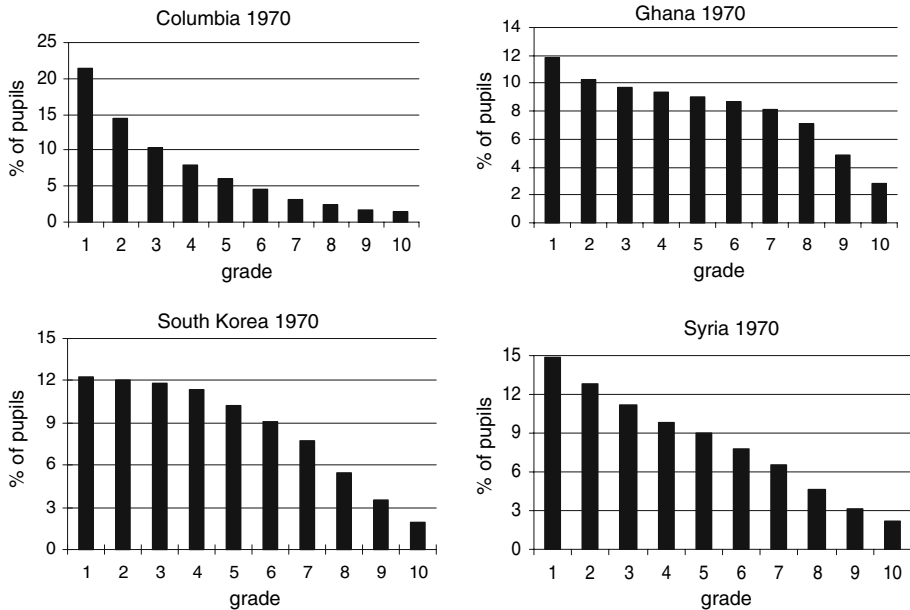 Columbia 1970
25
20
15
10
5
0
% of pupils
1 2 3 4 5 6 7 8 9 10
grade
Ghana 1970
14
12
10
8
6
4
2
0
% of pupils
1 2 3 4 5 6 7 8 9 10
grade
South Korea 1970
15
12
9
6
3
0
% of pupils
1 2 3 4 5 6 7 8 9 10
grade
Syria 1970
15
12
9
6
3
0
% of pupils
1 2 3 4 5 6 7 8 9 10
grade